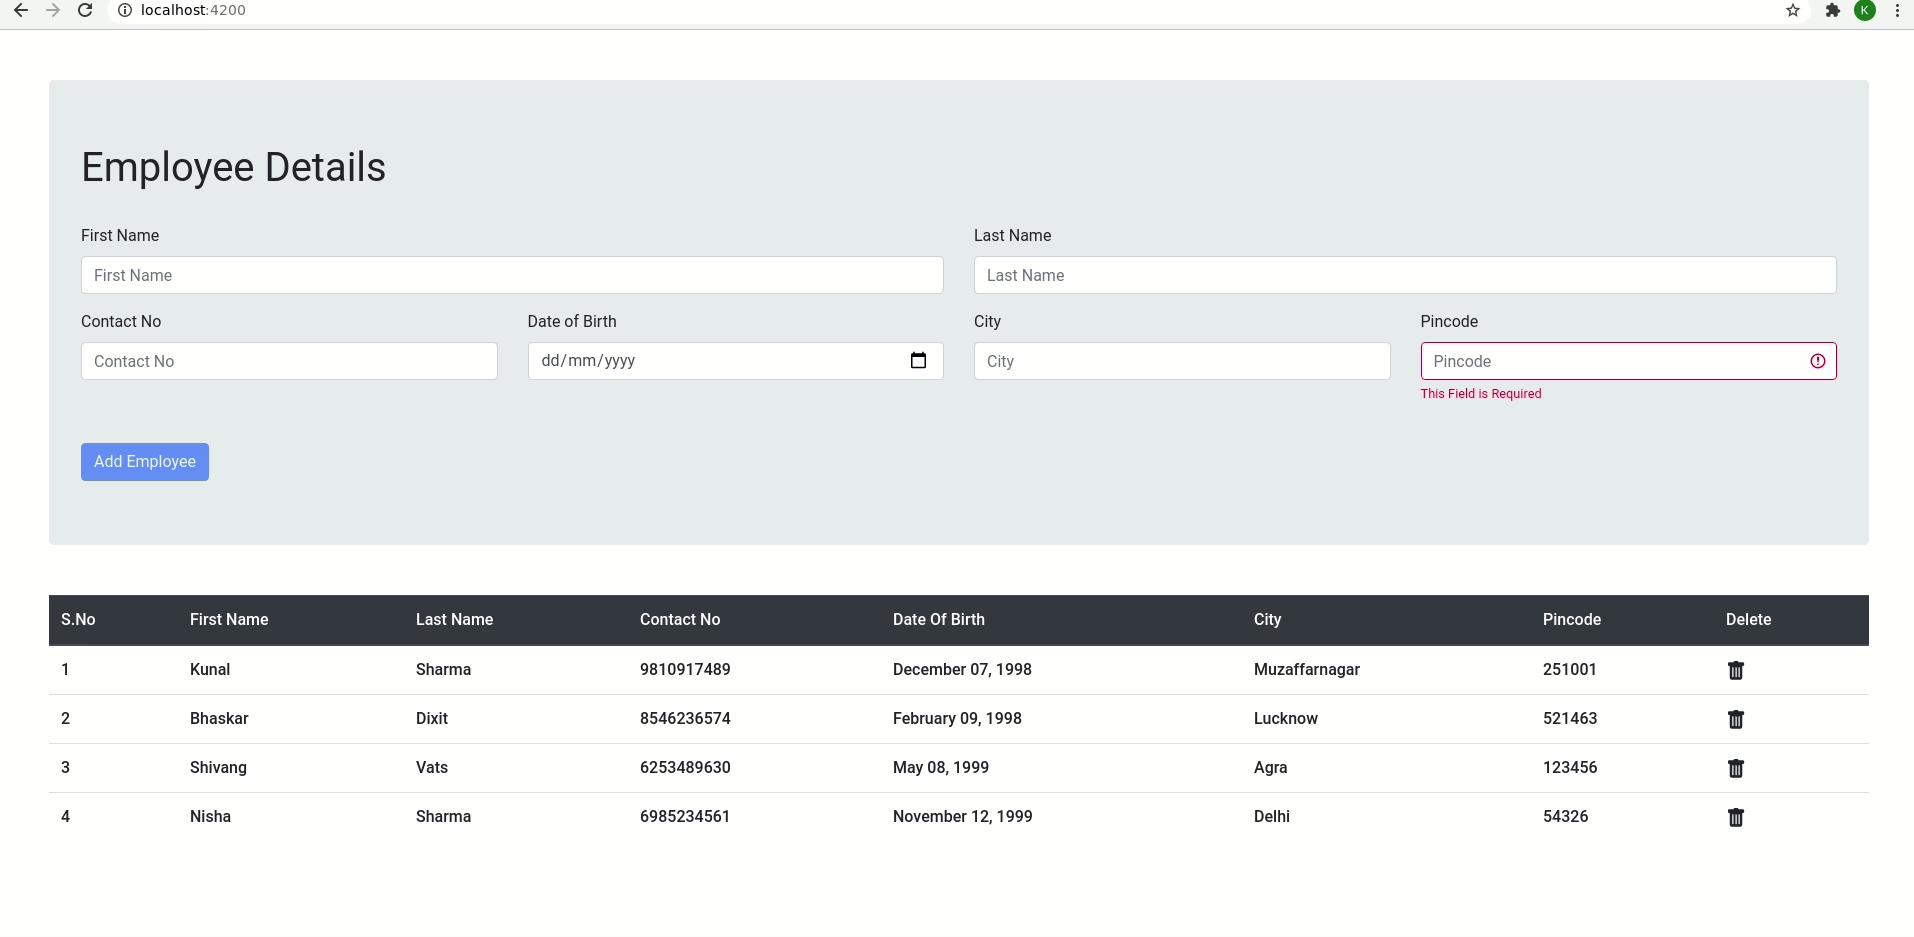 localhost:4200
K
Employee Details
First Name Last Name
First Name Last Name
Contact No Date of Birth City Pincode
Contact No dd/mm/yyyy City Pincode
This Field is Required
Add Employee
S.No First Name Last Name Contact No Date Of Birth City Pincode Delete
1 Kunal Sharma 9810917489 December 07, 1998 Muzaffarnagar 251001
2 Bhaskar Dixit 8546236574 February 09, 1998 Lucknow 521463
3 Shivang Vats 6253489630 May 08, 1999 Agra 123456
4 Nisha Sharma 6985234561 November 12, 1999 Delhi 54326